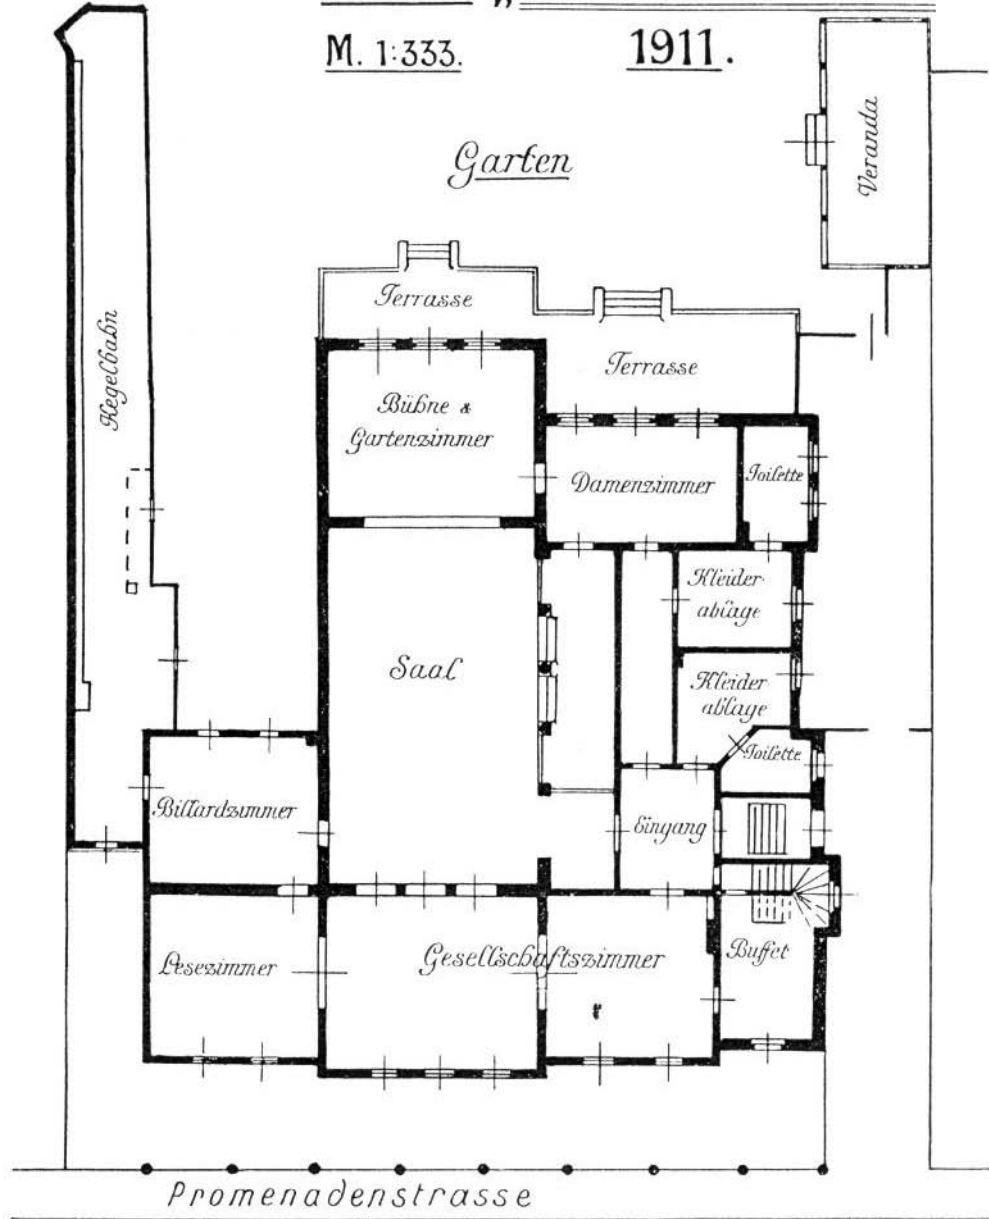 M. 1:333.
1911.
Garten
Veranda
Terrasse
Kegelbahn
Terrasse
Bühne &
Gartenzimmer
Damenzimmer
Toilette
Kleider-
ablage
Saal
Kleider
ablage
Toilette
Billardzimmer
Eingang
Lesezimmer
Gesellschaftszimmer
Buffet
Promenadenstrasse